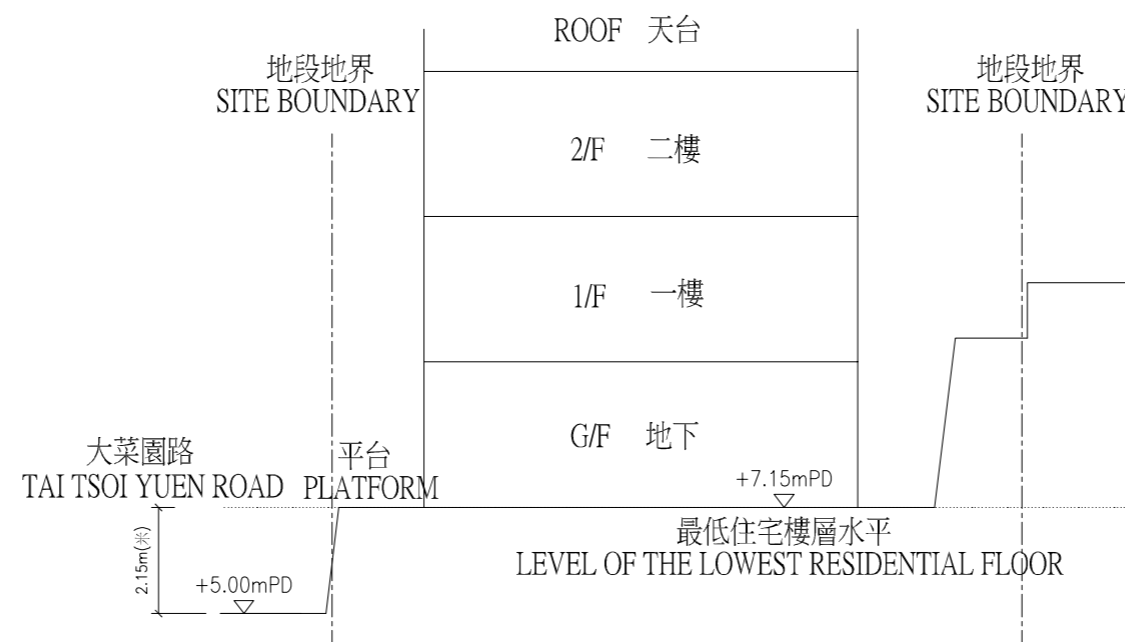 ROOF 天台
地段地界
SITE BOUNDARY
地段地界
SITE BOUNDARY
2/F 二樓
1/F 一樓
G/F 地下
大菜園路
TAI TSOI YUEN ROAD
平台
PLATFORM
+7.15mPD
最低住宅樓層水平
LEVEL OF THE LOWEST RESIDENTIAL FLOOR
2.15m(米)
+5.00mPD